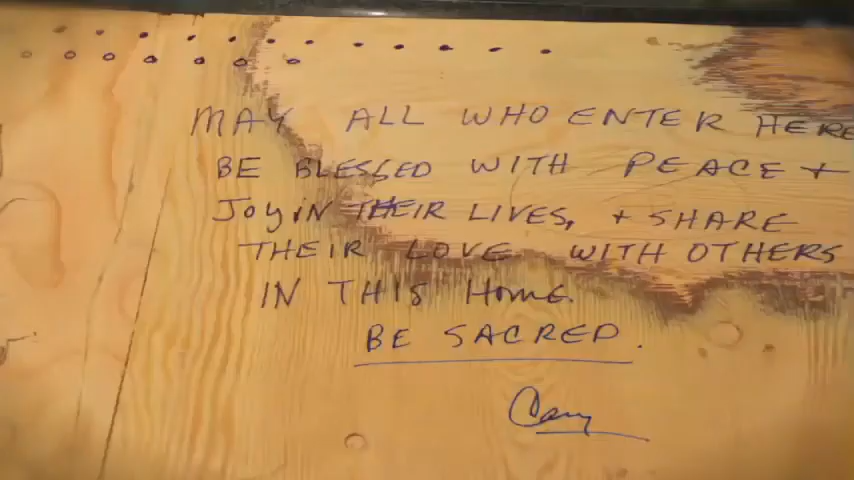 MAY ALL WHO ENTER HERE
BE BLESSED WITH PEACE +
JOY IN THEIR LIVES, + SHARE
THEIR LOVE WITH OTHERS
IN THIS HOME.
BE SACRED.